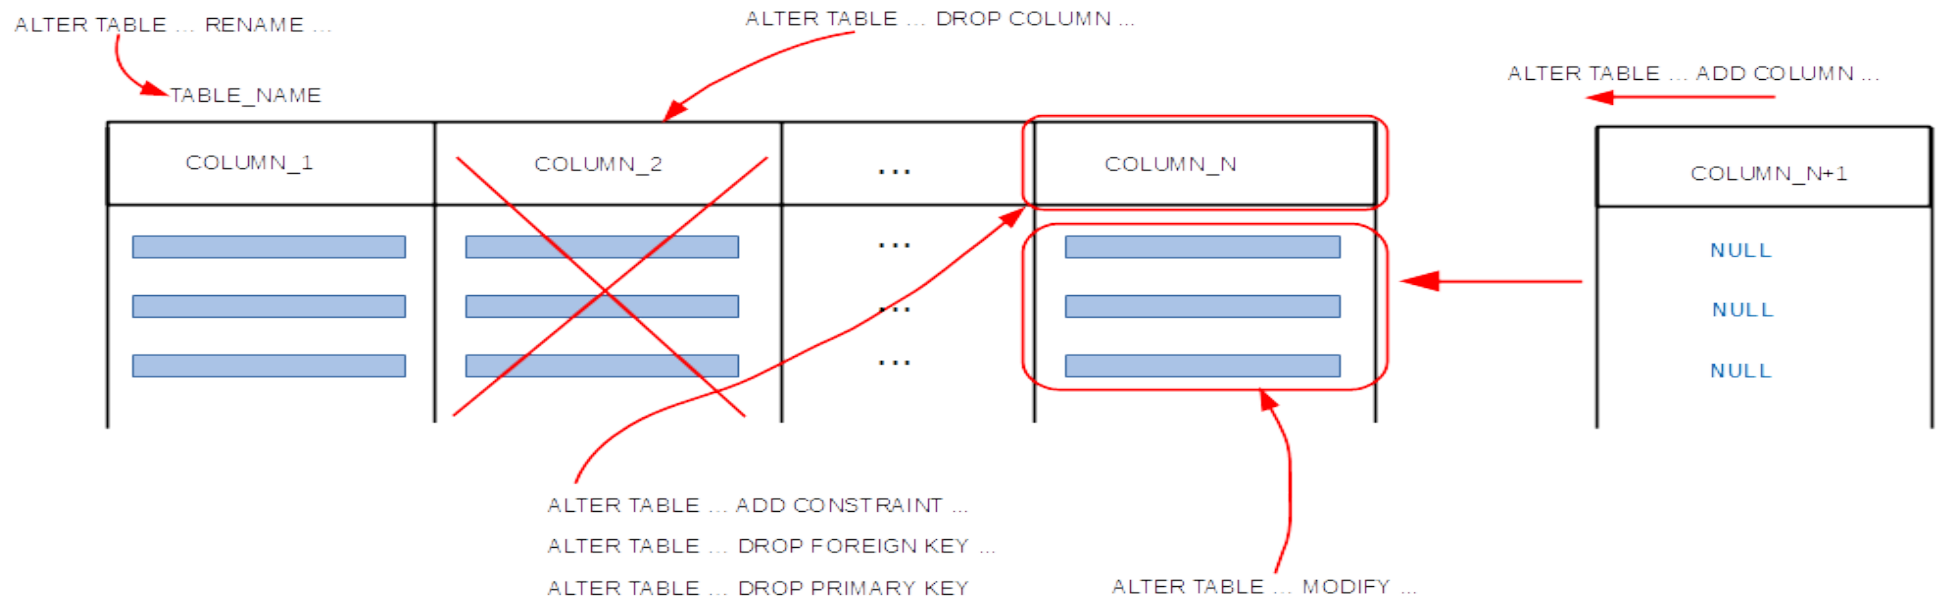 ALTER TABLE ... RENAME ...
ALTER TABLE ... DROP COLUMN ...
ALTER TABLE ... ADD COLUMN ...
TABLE_NAME
COLUMN_1
COLUMN_2
...
COLUMN_N
COLUMN_N+1
...
NULL
...
NULL
...
NULL
ALTER TABLE ... ADD CONSTRAINT ...
ALTER TABLE ... DROP FOREIGN KEY ...
ALTER TABLE ... DROP PRIMARY KEY
ALTER TABLE ... MODIFY ...